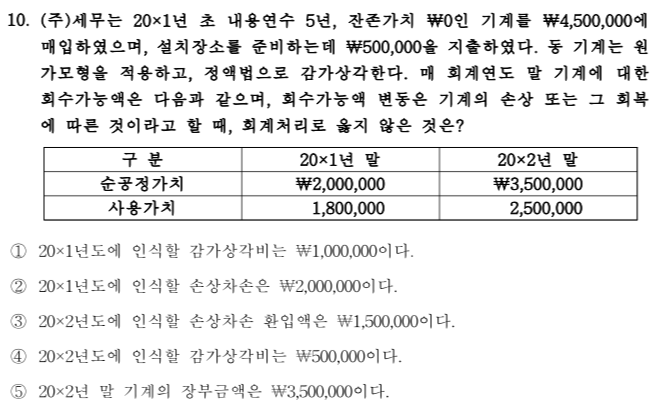 10. (주)세무는 20×1년 초 내용연수 5년, 잔존가치 ₩0인 기계를 ₩4,500,000에
매입하였으며, 설치장소를 준비하는데 ₩500,000을 지출하였다. 동 기계는 원
가모형을 적용하고, 정액법으로 감가상각한다. 매 회계연도 말 기계에 대한
회수가능액은 다음과 같으며, 회수가능액 변동은 기계의 손상 또는 그 회복
에 따른 것이라고 할 때, 회계처리로 옳지 않은 것은?
구 분 20×1년 말 20×2년 말
순공정가치 ₩2,000,000 ₩3,500,000
사용가치 1,800,000 2,500,000
① 20×1년도에 인식할 감가상각비는 ₩1,000,000이다.
② 20×1년도에 인식할 손상차손은 ₩2,000,000이다.
③ 20×2년도에 인식할 손상차손 환입액은 ₩1,500,000이다.
④ 20×2년도에 인식할 감가상각비는 ₩500,000이다.
⑤ 20×2년 말 기계의 장부금액은 ₩3,500,000이다.